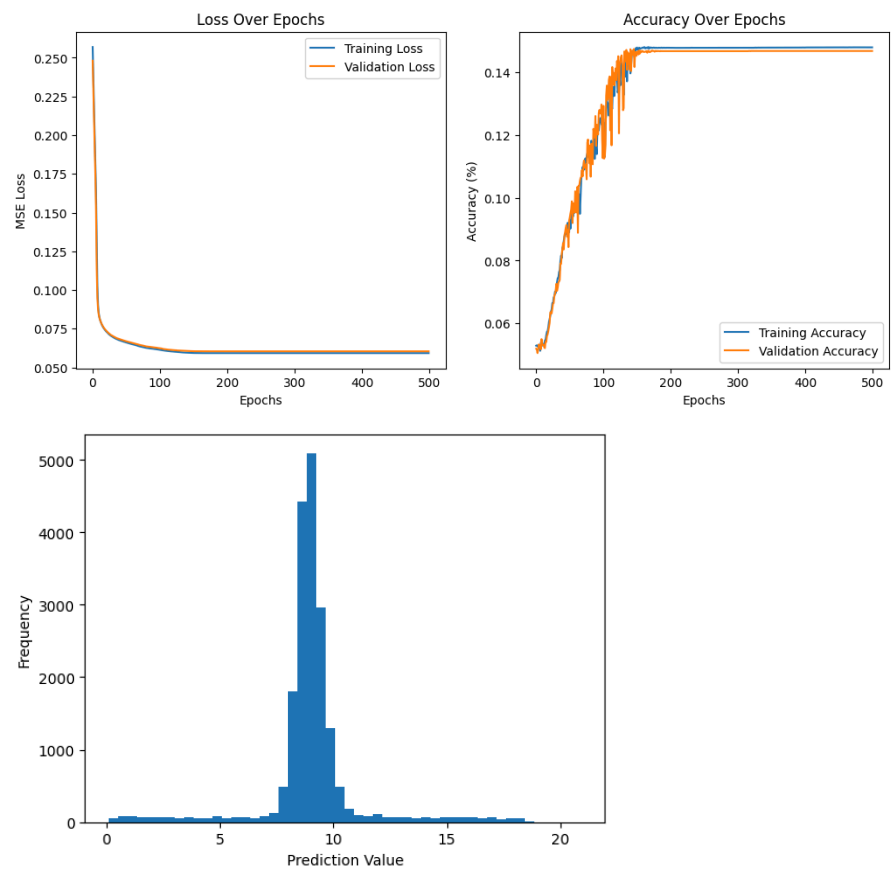 Loss Over Epochs
Training Loss
Validation Loss
0.250
0.225
0.200
0.175
0.150
0.125
0.100
0.075
0.050
MSE Loss
0 100 200 300 400 500
Epochs
Accuracy Over Epochs
0.14
0.12
0.10
0.08
0.06
Accuracy (%)
Training Accuracy
Validation Accuracy
0 100 200 300 400 500
Epochs
5000
4000
3000
2000
1000
0
Frequency
0 5 10 15 20
Prediction Value